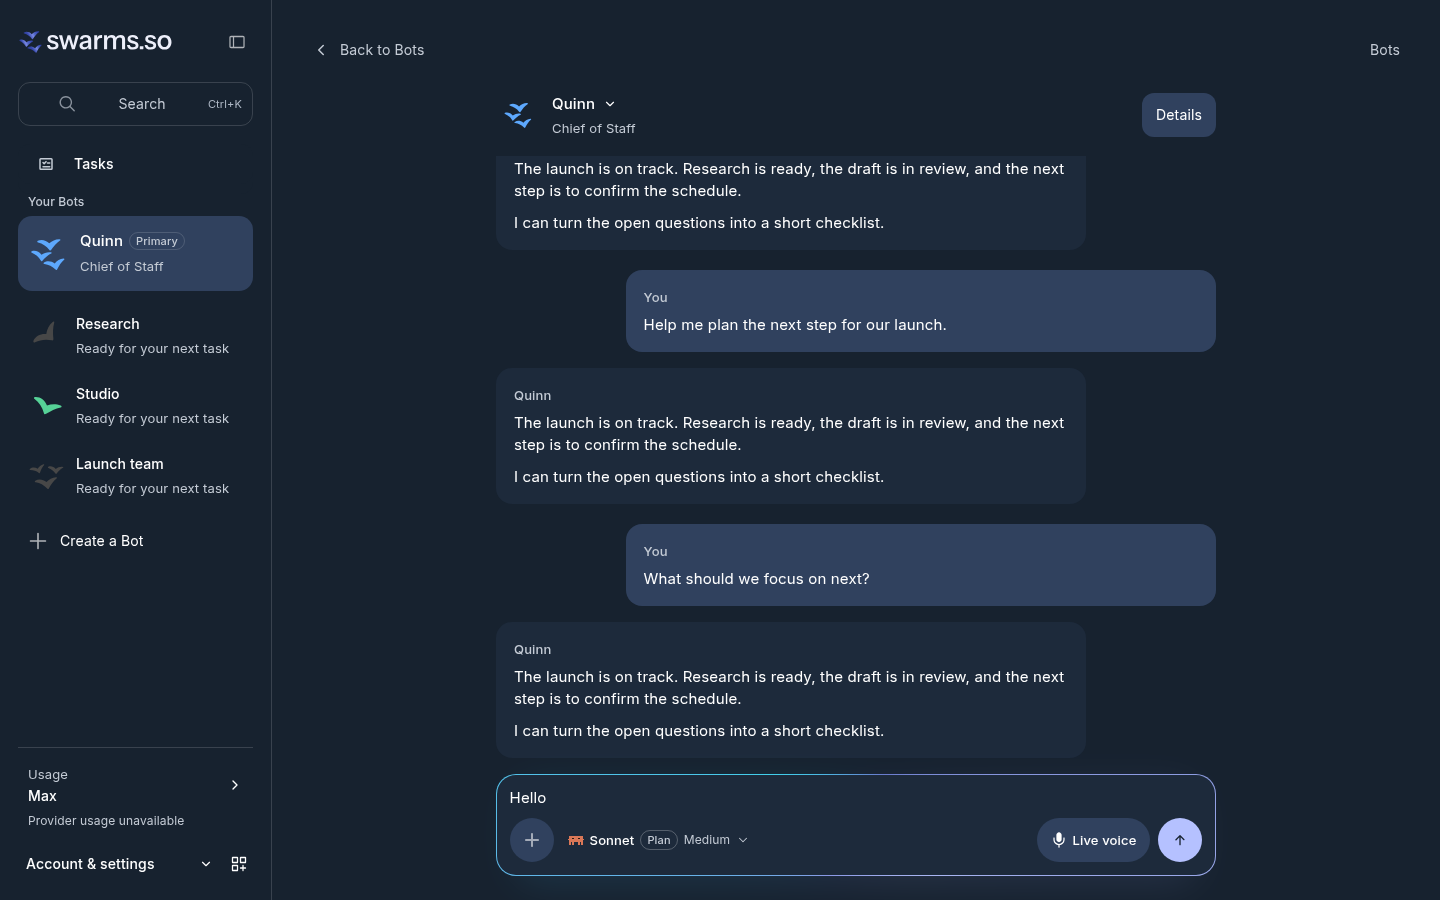 swarms.so
Search
Ctrl+K
Tasks
Your Bots
Quinn
Primary
Chief of Staff
Research
Ready for your next task
Studio
Ready for your next task
Launch team
Ready for your next task
Create a Bot
Usage
Max
Provider usage unavailable
Account & settings
Back to Bots
Bots
Quinn
Chief of Staff
Details
The launch is on track. Research is ready, the draft is in review, and the next
step is to confirm the schedule.
I can turn the open questions into a short checklist.
You
Help me plan the next step for our launch.
Quinn
The launch is on track. Research is ready, the draft is in review, and the next
step is to confirm the schedule.
I can turn the open questions into a short checklist.
You
What should we focus on next?
Quinn
The launch is on track. Research is ready, the draft is in review, and the next
step is to confirm the schedule.
I can turn the open questions into a short checklist.
Hello
Sonnet
Plan
Medium
Live voice